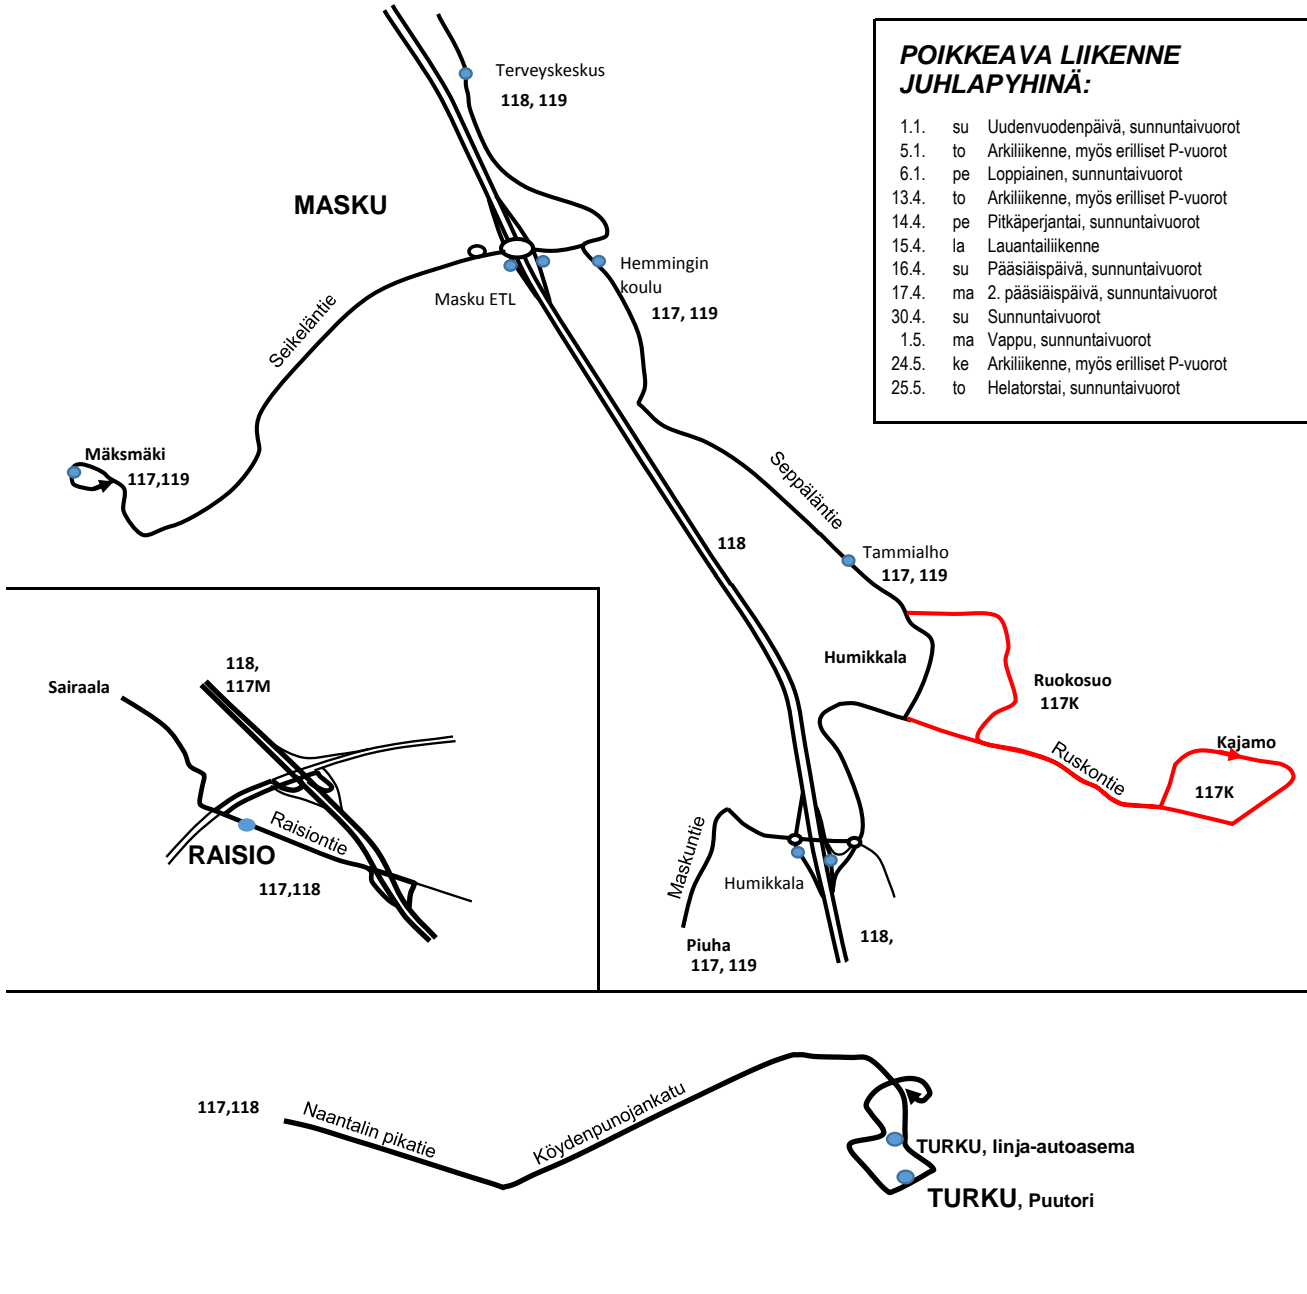 POIKKEAVA LIIKENNE
JUHLAPYHINÄ:
1.1. su Uudenvuodenpäivä, sunnuntaivuorot
5.1. to Arkiliikenne, myös erilliset P-vuorot
6.1. pe Loppiainen, sunnuntaivuorot
13.4. to Arkiliikenne, myös erilliset P-vuorot
14.4. pe Pitkäperjantai, sunnuntaivuorot
15.4. la Lauantailiikenne
16.4. su Pääsiäispäivä, sunnuntaivuorot
17.4. ma 2. pääsiäispäivä, sunnuntaivuorot
30.4. su Sunnuntaivuorot
1.5. ma Vappu, sunnuntaivuorot
24.5. ke Arkiliikenne, myös erilliset P-vuorot
25.5. to Helatorstai, sunnuntaivuorot
Terveyskeskus
118, 119
MASKU
Hemmingin
koulu
117, 119
Masku ETL
Seikeläntie
Mäksmäki
117,119
Seppäläntie
118
Tammialho
117, 119
Humikkala
Ruokosuo
117K
Ruskontie
Kajamo
117K
Maskuntie
Humikkala
118,
Piuha
117, 119
118,
117M
Sairaala
Raisiontie
RAISIO
117,118
117,118
Naantalin pikatie
Köydenpunojankatu
TURKU, linja-autoasema
TURKU, Puutori